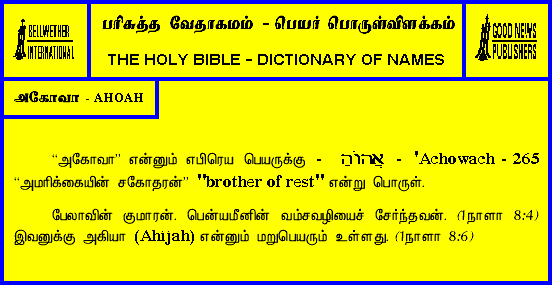 BELLWETHER
INTERNATIONAL
பரிசுத்த வேதாகமம் - பெயர் பொருள்விளக்கம்
THE HOLY BIBLE - DICTIONARY OF NAMES
GOOD NEWS
PUBLISHERS
அகோவா - AHOAH
“அகோவா” என்னும் எபிரெய பெயருக்கு - אֲחוֹחַ - 'Achowach - 265
“அமரிக்கையின் சகோதரன்” "brother of rest" என்று பொருள்.
பேலாவின் குமாரன். பென்யமீனின் வம்சவழியைச் சேர்ந்தவன். (1நாளா 8:4)
இவனுக்கு அகியா (Ahijah) என்னும் மறுபெயரும் உள்ளது. (1நாளா 8:6)